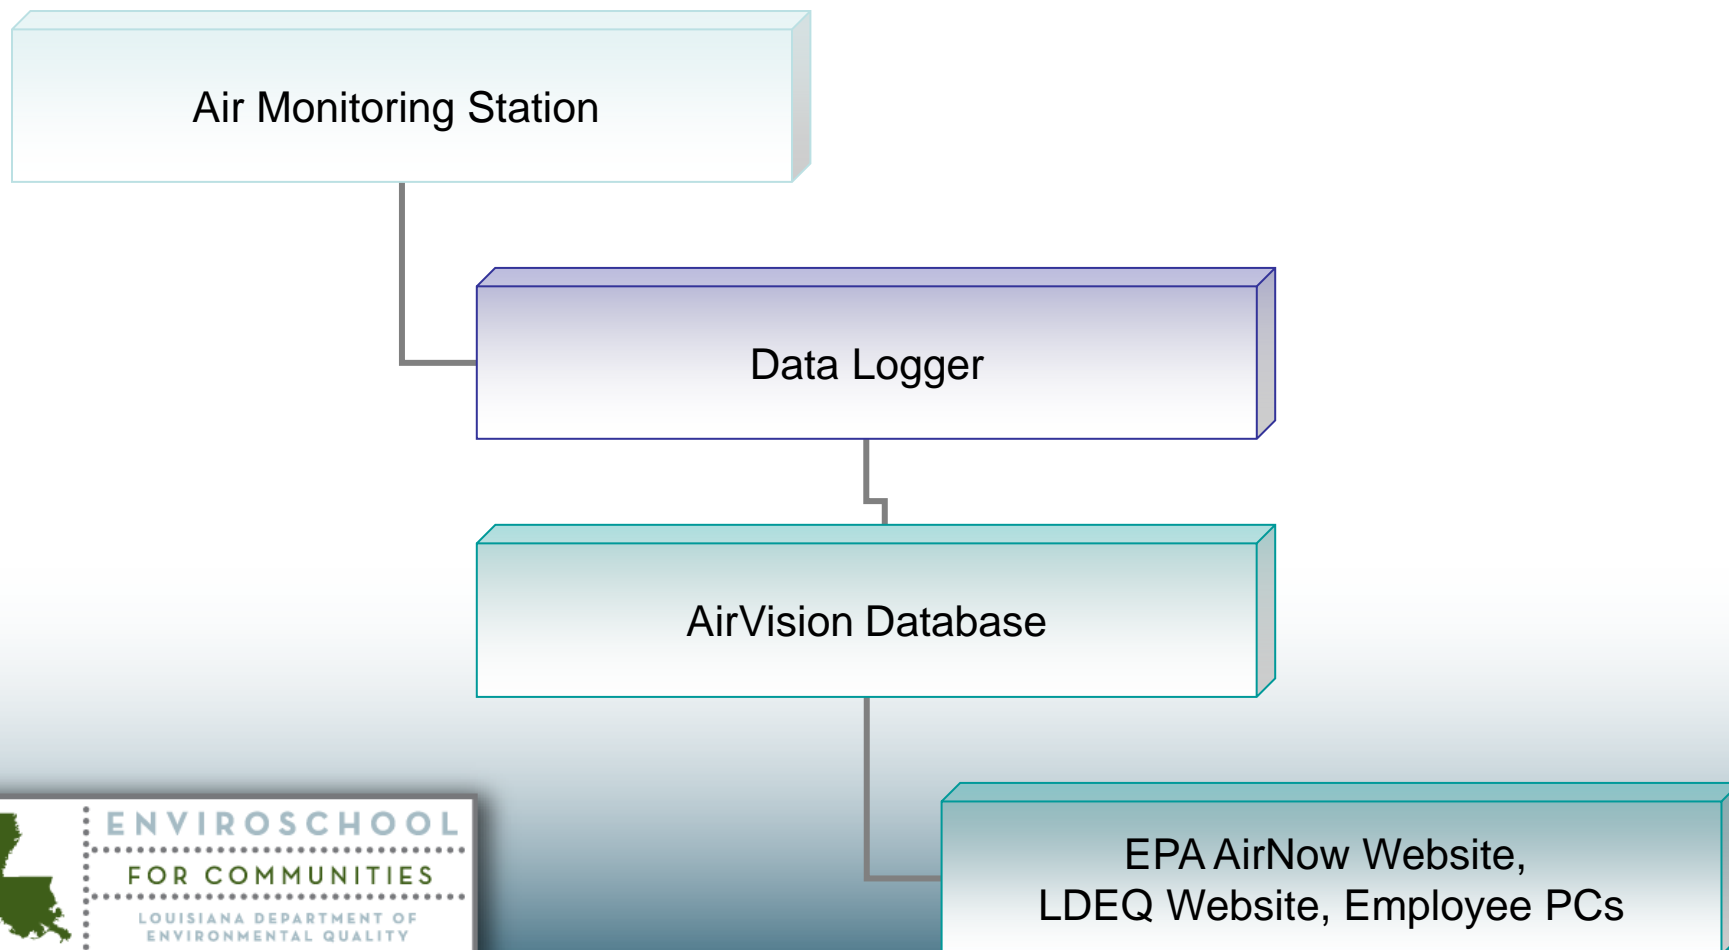 Air Monitoring Station
Data Logger
AirVision Database
EPA AirNow Website,
LDEQ Website, Employee PCs
ENVIROSCHOOL
FOR COMMUNITIES
LOUISIANA DEPARTMENT OF
ENVIRONMENTAL QUALITY